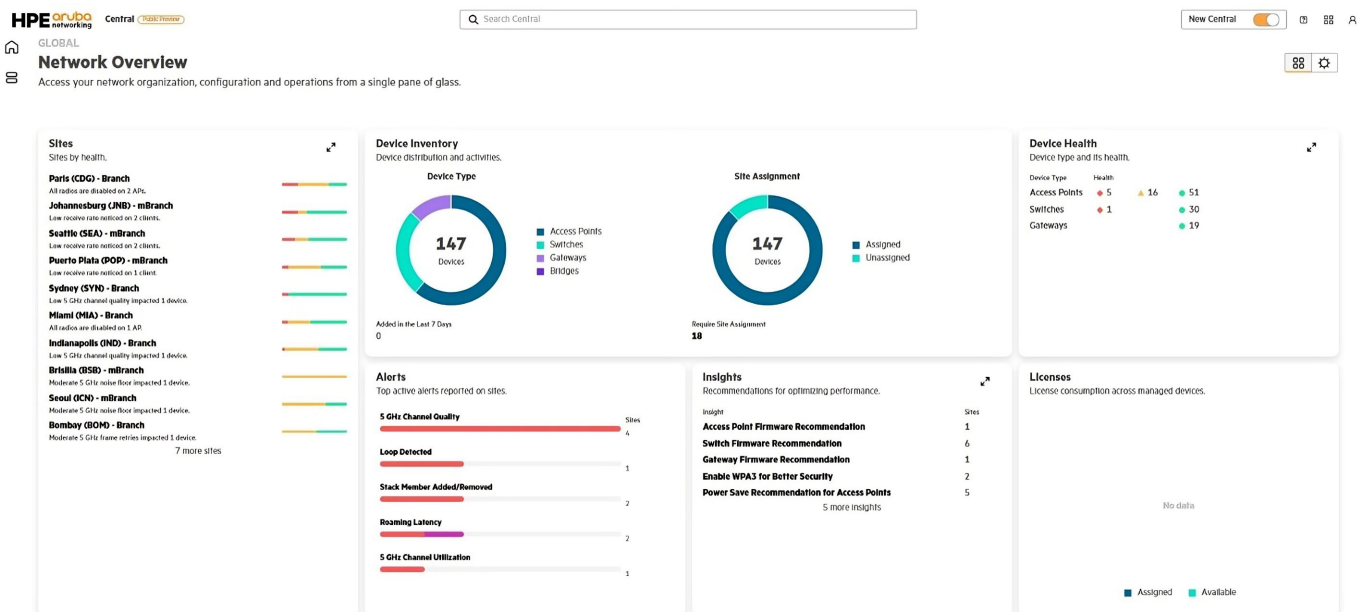 HPE aruba networking
Central Public Preview
Search Central
New Central
GLOBAL
Network Overview
Access your network organization, configuration and operations from a single pane of glass.
Sites
Sites by health.
Paris (CDG) - Branch
All radios are disabled on 2 APs.
Johannesburg (JNB) - mBranch
Low receive rate noticed on 2 clients.
Seattle (SEA) - mBranch
Low receive rate noticed on 2 clients.
Puerto Plata (POP) - mBranch
Low receive rate noticed on 1 client.
Sydney (SYN) - Branch
Low 5 GHz channel quality impacted 1 device.
Miami (MIA) - Branch
All radios are disabled on 1 AP.
Indianapolis (IND) - Branch
Low 5 GHz channel quality impacted 1 device.
Brisilia (BSB) - mBranch
Moderate 5 GHz noise floor impacted 1 device.
Seoul (ICN) - mBranch
Moderate 5 GHz noise floor impacted 1 device.
Bombay (BOM) - Branch
Moderate 5 GHz frame retries impacted 1 device.
7 more sites
Device Inventory
Device distribution and activities.
Device Type
147
Devices
Access Points
Switches
Gateways
Bridges
Added in the Last 7 Days
0
Site Assignment
147
Devices
Assigned
Unassigned
Require Site Assignment
18
Device Health
Device type and its health.
Device Type Health
Access Points 5 16 51
Switches 1 30
Gateways 19
Alerts
Top active alerts reported on sites.
Sites
5 GHz Channel Quality
4
Loop Detected
1
Stack Member Added/Removed
2
Roaming Latency
2
5 GHz Channel Utilization
1
Insights
Recommendations for optimizing performance.
Insight Sites
Access Point Firmware Recommendation 1
Switch Firmware Recommendation 6
Gateway Firmware Recommendation 1
Enable WPA3 for Better Security 2
Power Save Recommendation for Access Points 5
5 more insights
Licenses
License consumption across managed devices.
No data
Assigned Available